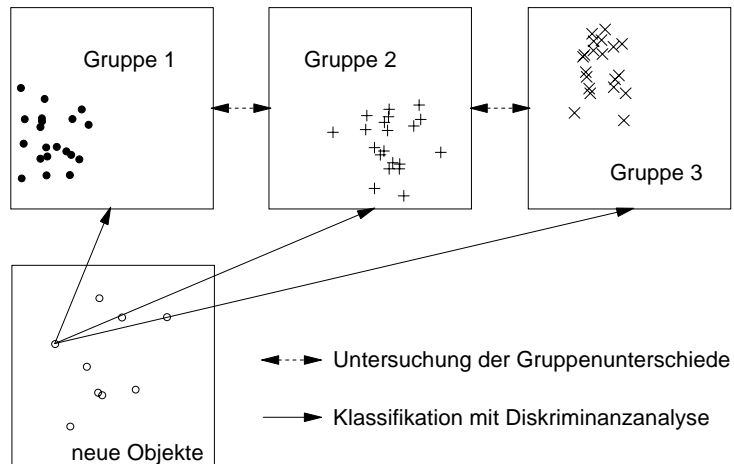 Gruppe 1
Gruppe 2
Gruppe 3
neue Objekte
Untersuchung der Gruppenunterschiede
Klassifikation mit Diskriminanzanalyse